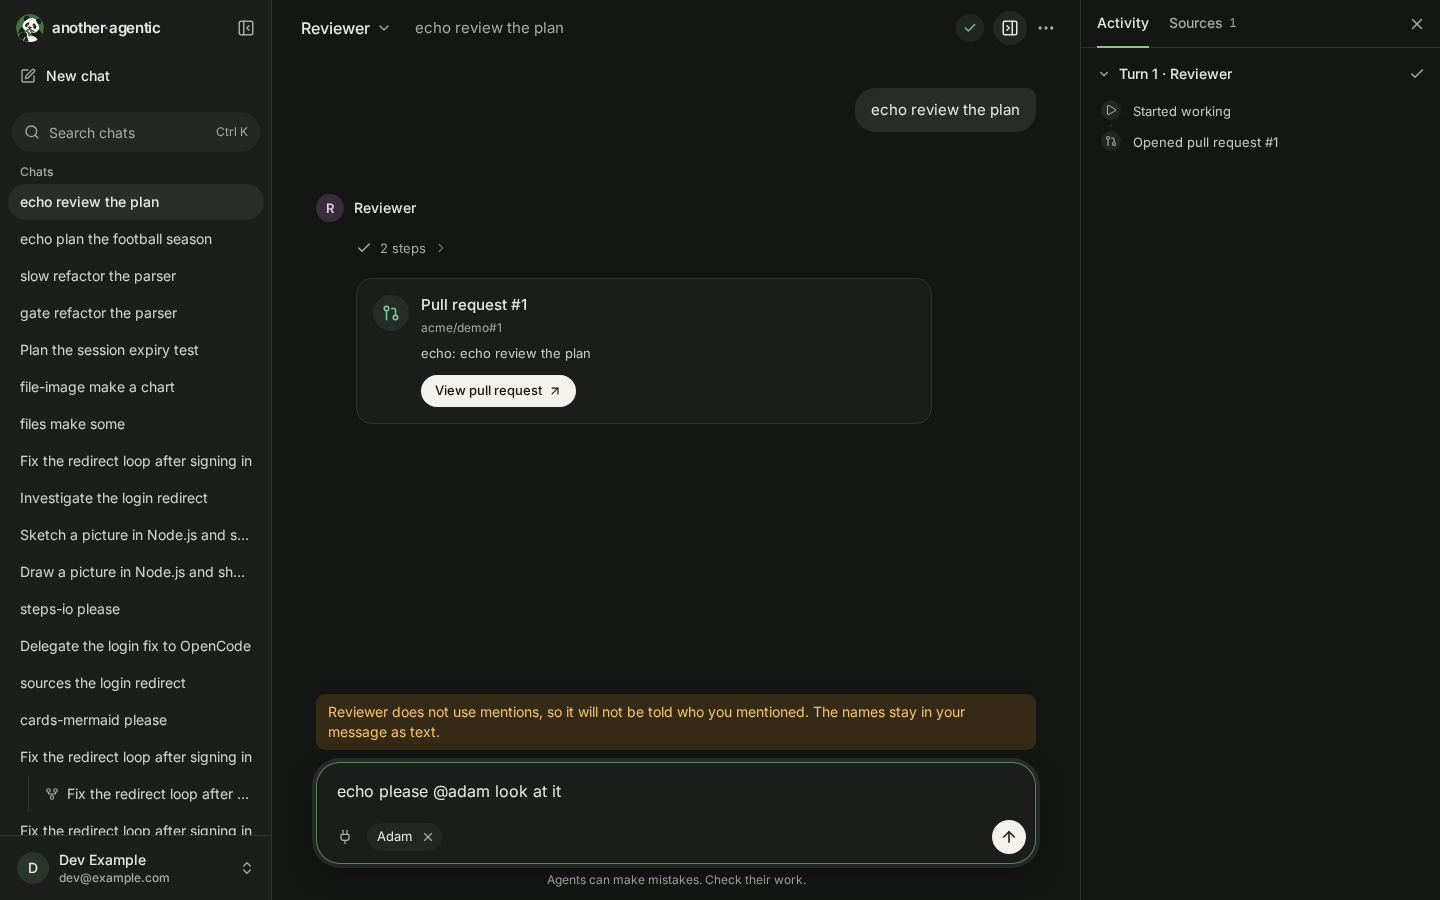 another·agentic
New chat
Search chats Ctrl K
Chats
echo review the plan
echo plan the football season
slow refactor the parser
gate refactor the parser
Plan the session expiry test
file-image make a chart
files make some
Fix the redirect loop after signing in
Investigate the login redirect
Sketch a picture in Node.js and s...
Draw a picture in Node.js and sh...
steps-io please
Delegate the login fix to OpenCode
sources the login redirect
cards-mermaid please
Fix the redirect loop after signing in
Fix the redirect loop after ...
Fix the redirect loop after signing in
D
Dev Example
dev@example.com
Reviewer echo review the plan
echo review the plan
R Reviewer
2 steps
Pull request #1
acme/demo#1
echo: echo review the plan
View pull request
Reviewer does not use mentions, so it will not be told who you mentioned. The names stay in your
message as text.
echo please @adam look at it
Adam
Agents can make mistakes. Check their work.
Activity Sources 1
Turn 1 · Reviewer
Started working
Opened pull request #1